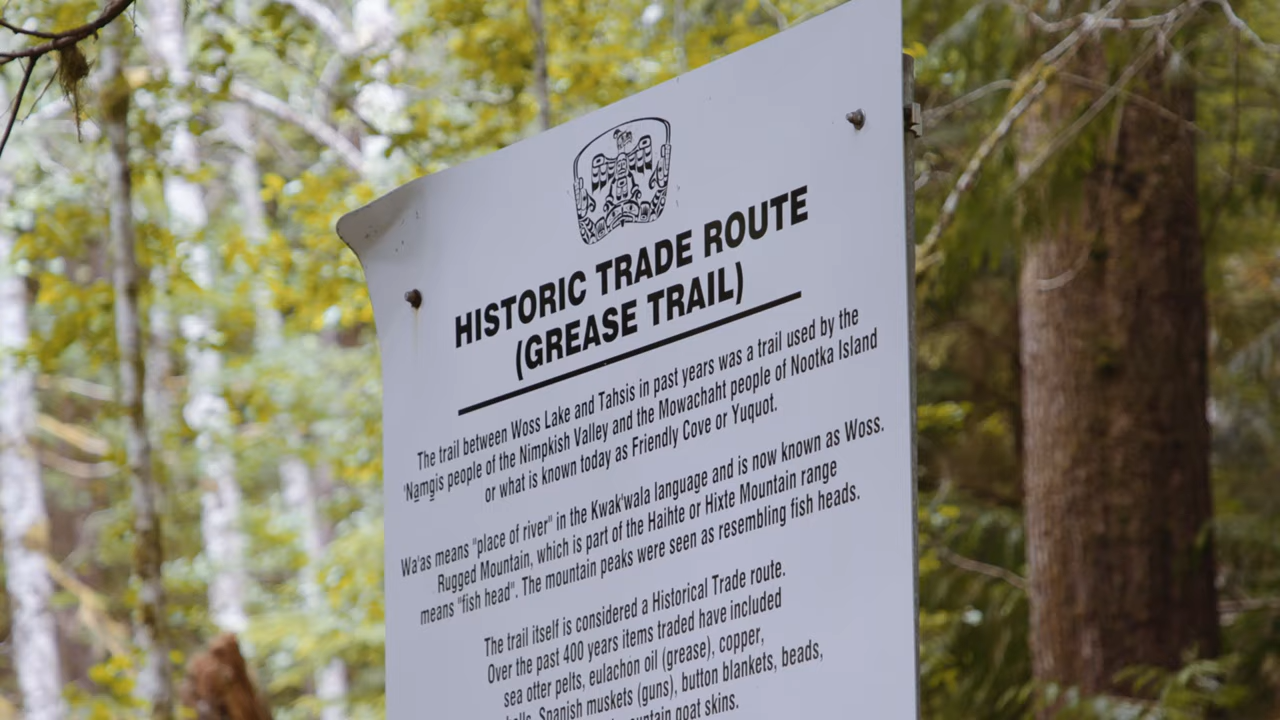 HISTORIC TRADE ROUTE
(GREASE TRAIL)
The trail between Woss Lake and Tahsis in past years was a trail used by the
'Na̱mgis people of the Nimpkish Valley and the Mowachaht people of Nootka Island
or what is known today as Friendly Cove or Yuquot.
Wa'as means "place of river" in the Kwak'wala language and is now known as Woss.
Rugged Mountain, which is part of the Haihte or Hixte Mountain range
means "fish head". The mountain peaks were seen as resembling fish heads.
The trail itself is considered a Historical Trade route.
Over the past 400 years items traded have included
sea otter pelts, eulachon oil (grease), copper,
Spanish muskets (guns), button blankets, beads,
goat skins.